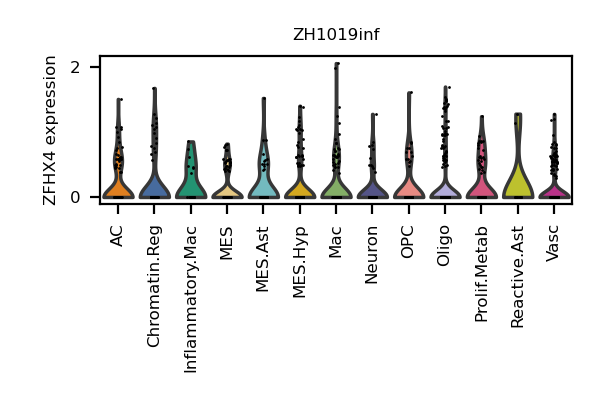 ZH1019inf
ZFHX4 expression
2
0
AC
Chromatin.Reg
Inflammatory.Mac
MES
MES.Ast
MES.Hyp
Mac
Neuron
OPC
Oligo
Prolif.Metab
Reactive.Ast
Vasc